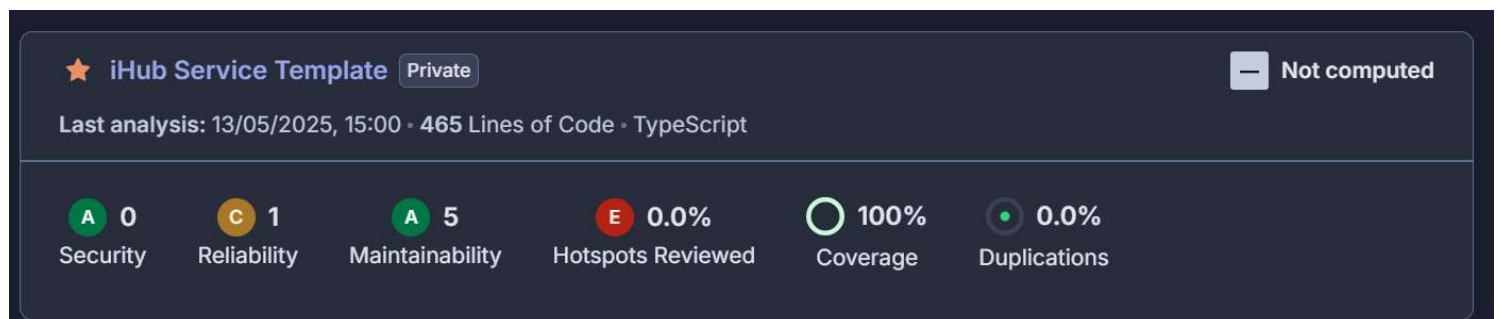 iHub Service Template Private
— Not computed
Last analysis: 13/05/2025, 15:00 • 465 Lines of Code • TypeScript
A 0 C 1 A 5 E 0.0% 100% 0.0%
Security Reliability Maintainability Hotspots Reviewed Coverage Duplications